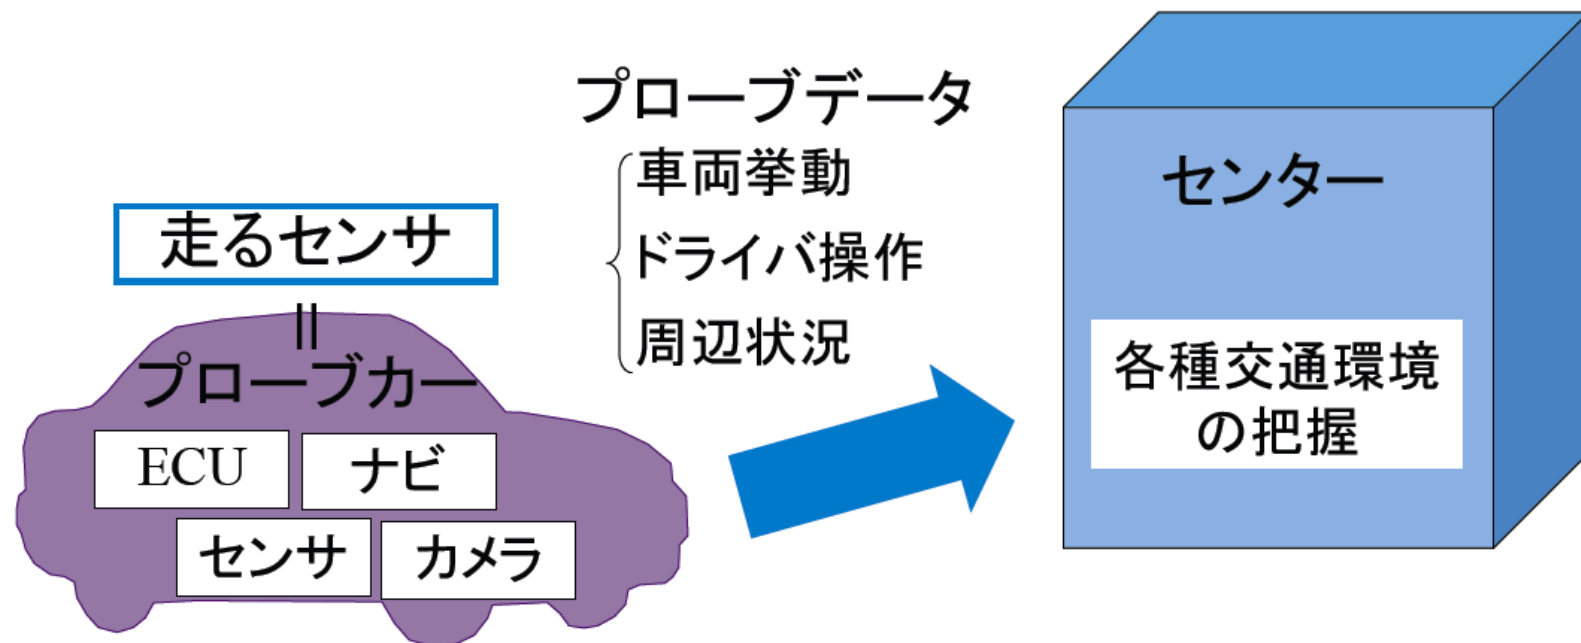 走るセンサ
||
プローブカー
ECU
ナビ
センサ
カメラ
プローブデータ
車両挙動
ドライバ操作
周辺状況
センター
各種交通環境
の把握